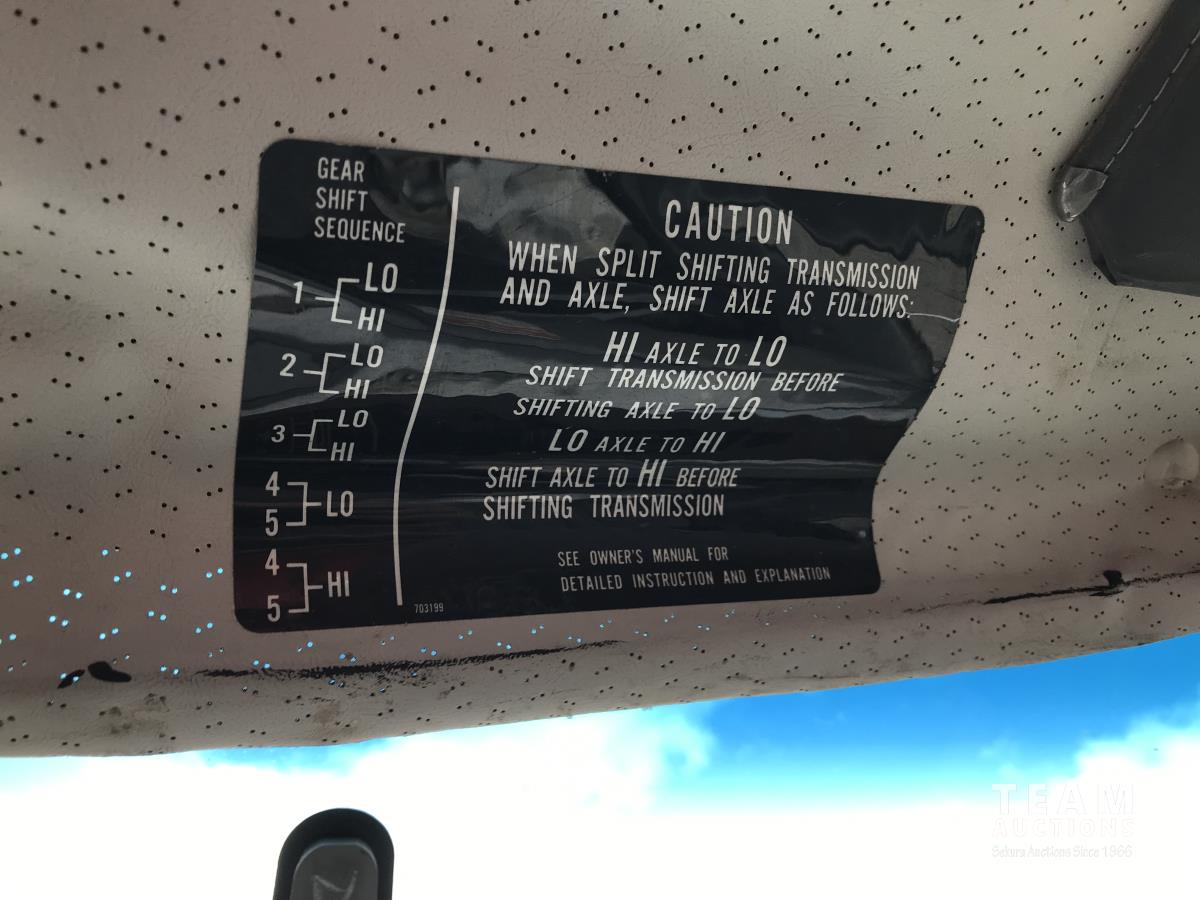 GEAR
SHIFT
SEQUENCE
1 LO
HI
2 LO
HI
3 LO
HI
4
5 LO
4
5 HI
703199
CAUTION
WHEN SPLIT SHIFTING TRANSMISSION
AND AXLE, SHIFT AXLE AS FOLLOWS:
HI AXLE TO LO
SHIFT TRANSMISSION BEFORE
SHIFTING AXLE TO LO
LO AXLE TO HI
SHIFT AXLE TO HI BEFORE
SHIFTING TRANSMISSION
SEE OWNER'S MANUAL FOR
DETAILED INSTRUCTION AND EXPLANATION
TEAM
AUCTIONS
Sekura Auctions Since 1966